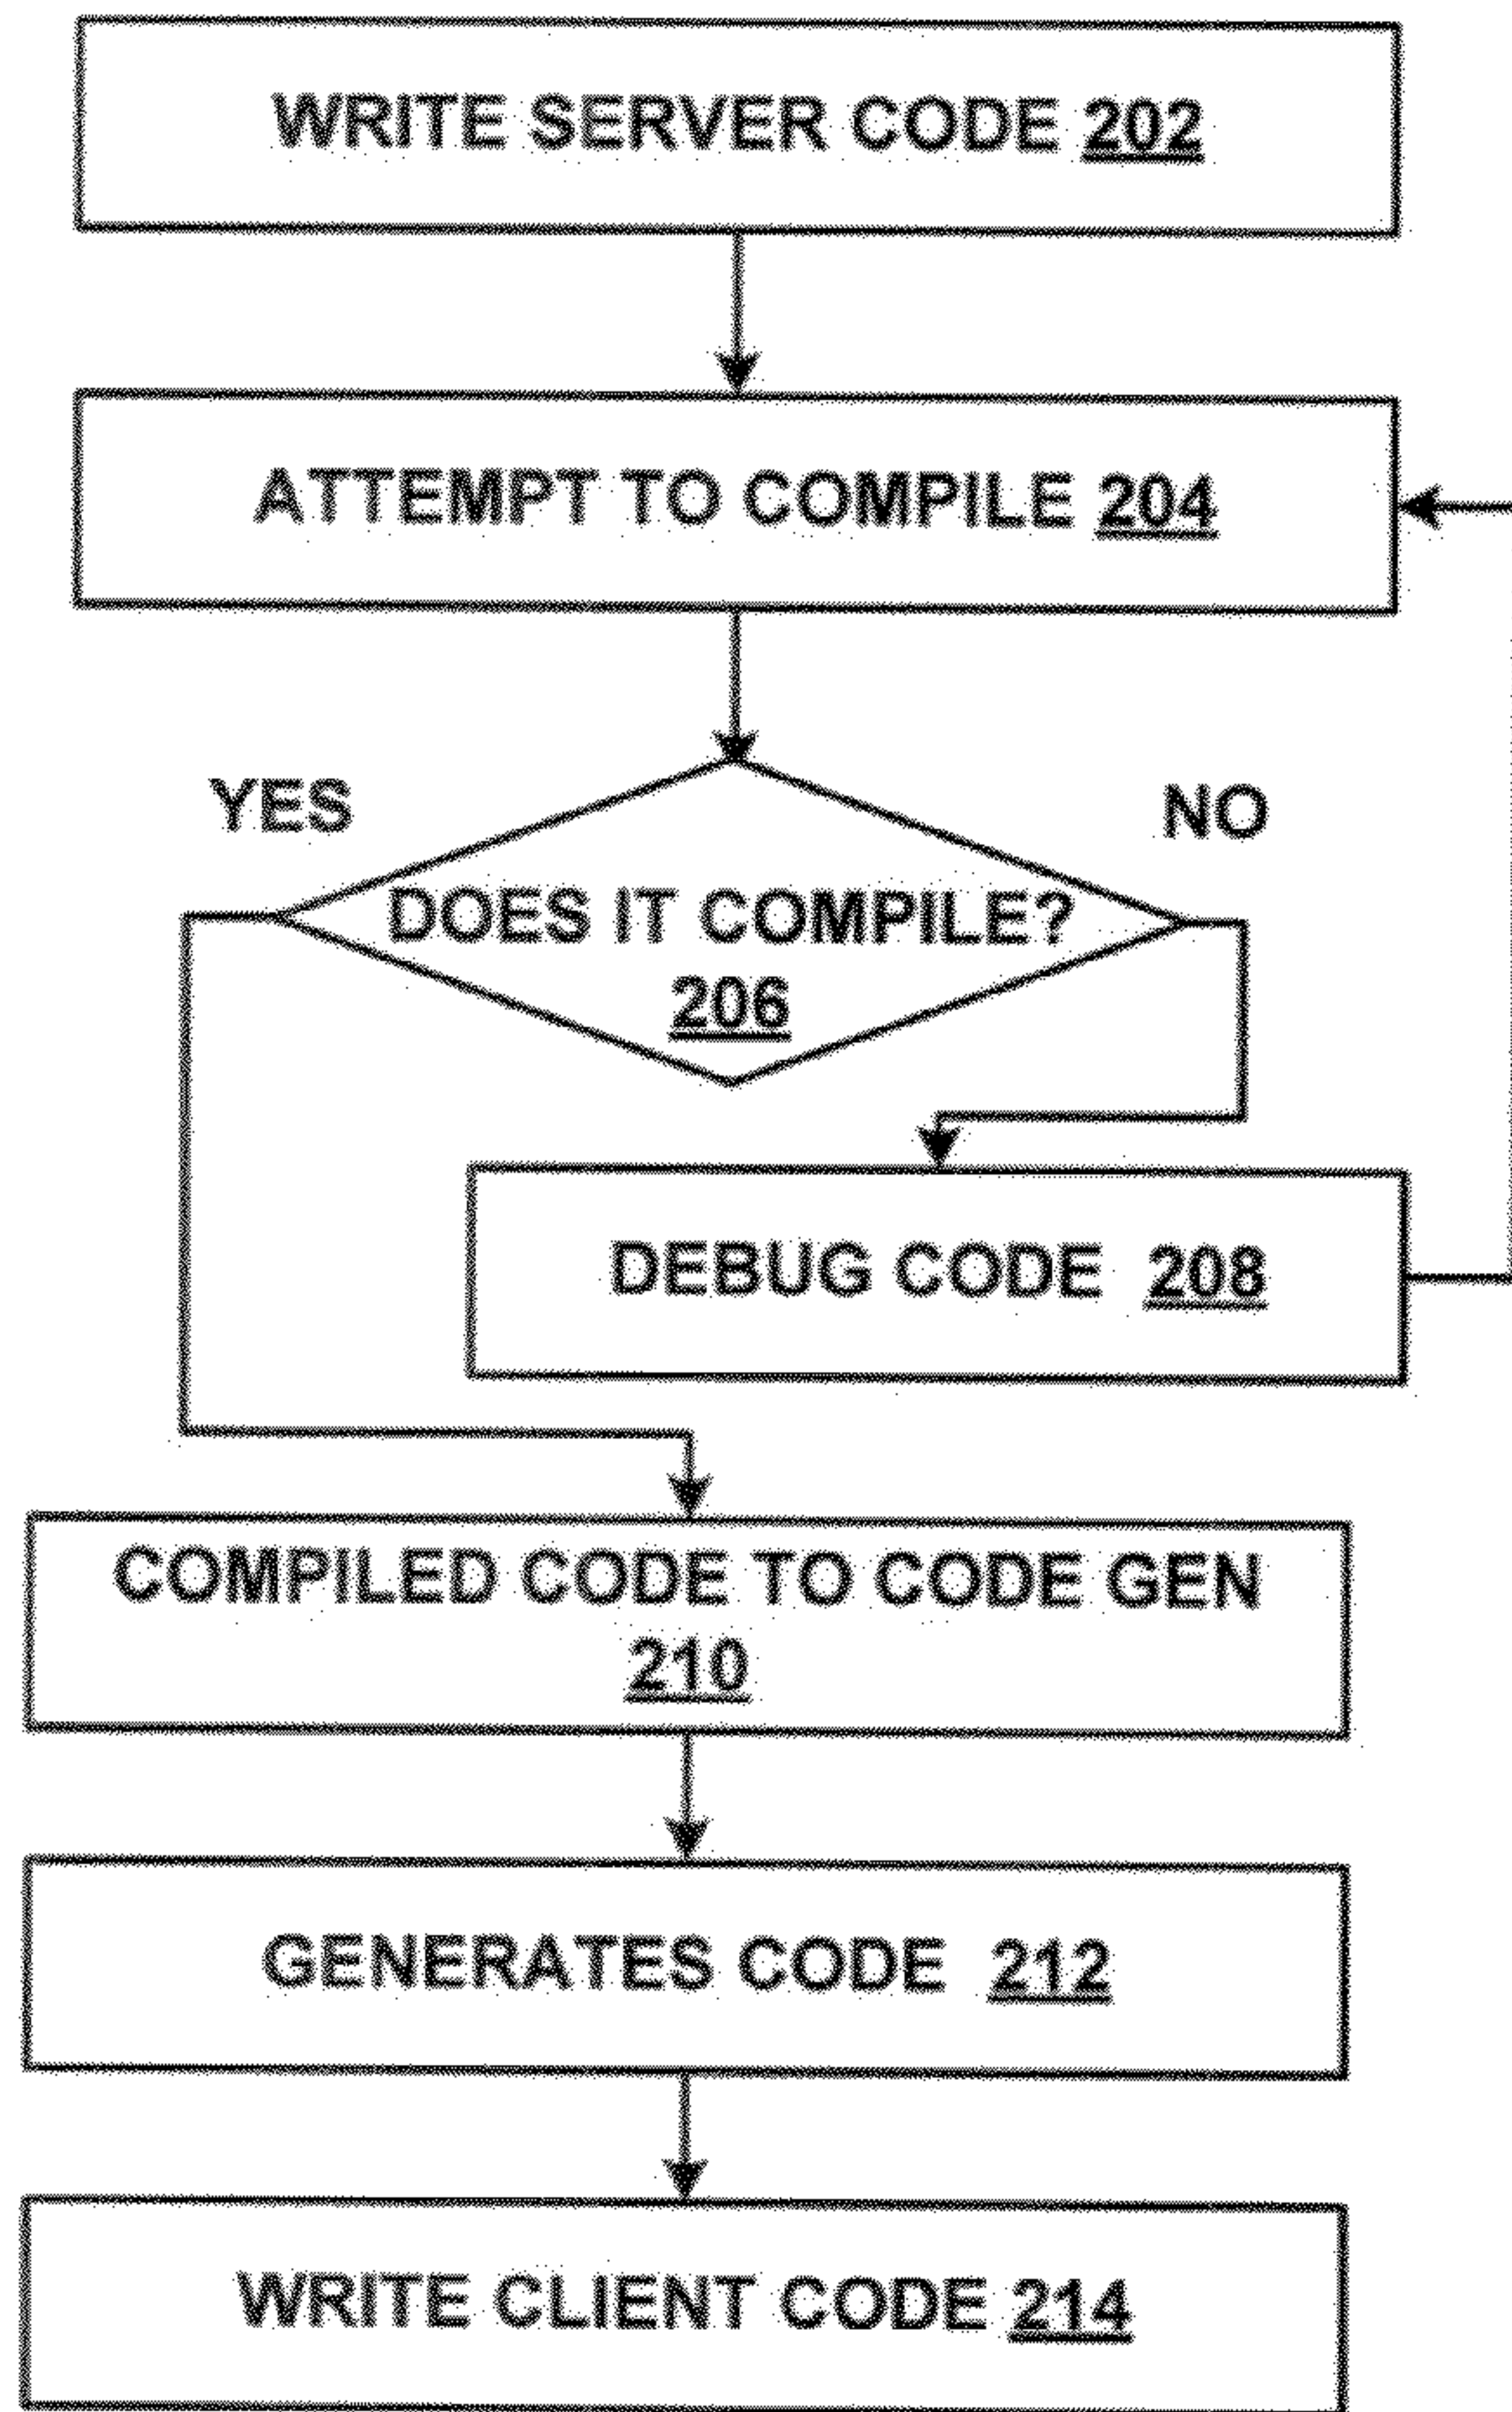 WRITE SERVER CODE 202
ATTEMPT TO COMPILE 204
YES
NO
DOES IT COMPILE?
206
DEBUG CODE 208
COMPILED CODE TO CODE GEN
210
GENERATES CODE 212
WRITE CLIENT CODE 214